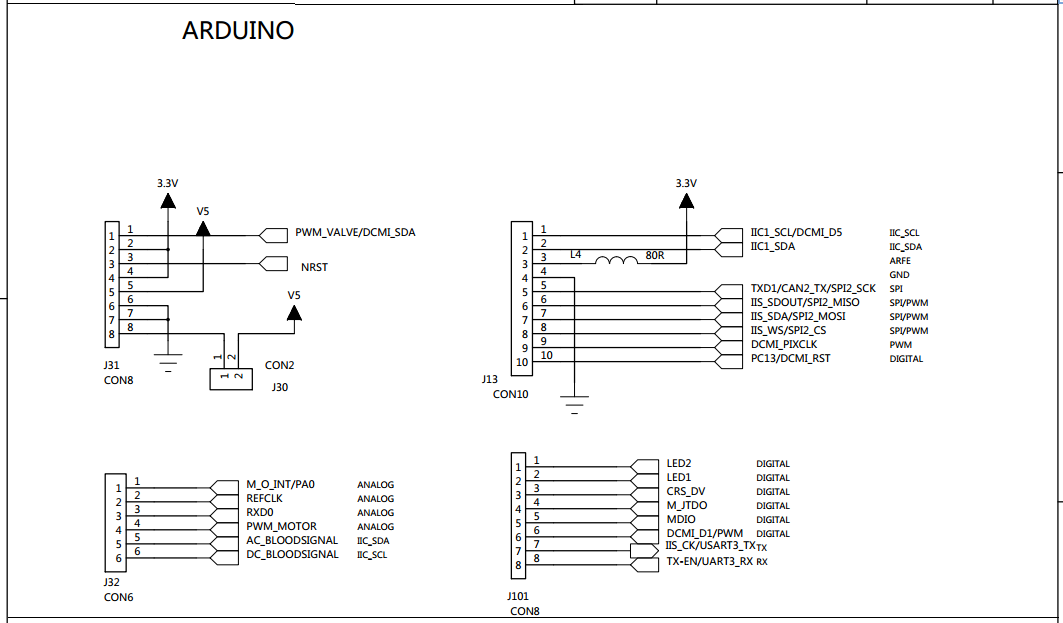 ARDUINO
3.3V
V5
1 1 PWM_VALVE/DCMI_SDA
2 2
3 3 NRST
4 4
5 5
6 6
7 7
8 8
V5
1 2
1 2
CON2
J30
J31
CON8
3.3V
1 1 IIC1_SCL/DCMI_D5 IIC_SCL
2 2 IIC1_SDA IIC_SDA
3 3 L4 80R ARFE
4 4 GND
5 5 TXD1/CAN2_TX/SPI2_SCK SPI
6 6 IIS_SDOUT/SPI2_MISO SPI/PWM
7 7 IIS_SDA/SPI2_MOSI SPI/PWM
8 8 IIS_WS/SPI2_CS SPI/PWM
9 9 DCMI_PIXCLK PWM
10 10 PC13/DCMI_RST DIGITAL
J13
CON10
1 1 M_O_INT/PA0 ANALOG
2 2 REFCLK ANALOG
3 3 RXD0 ANALOG
4 4 PWM_MOTOR ANALOG
5 5 AC_BLOODSIGNAL IIC_SDA
6 6 DC_BLOODSIGNAL IIC_SCL
J32
CON6
1 1 LED2 DIGITAL
2 2 LED1 DIGITAL
3 3 CRS_DV DIGITAL
4 4 M_JTDO DIGITAL
5 5 MDIO DIGITAL
6 6 DCMI_D1/PWM DIGITAL
7 7 IIS_CK/USART3_TX TX
8 8 TX-EN/UART3_RX RX
J101
CON8